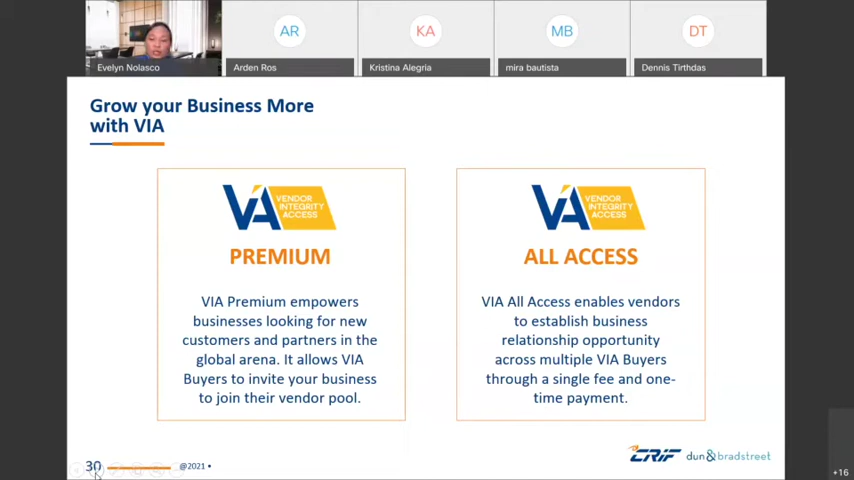 AR
KA
MB
DT
Evelyn Nolasco
Arden Ros
Kristina Alegria
mira bautista
Dennis Tirthdas
Grow your Business More
with VIA
VIA VENDOR
INTEGRITY
ACCESS
PREMIUM
VIA Premium empowers
businesses looking for new
customers and partners in the
global arena. It allows VIA
Buyers to invite your business
to join their vendor pool.
VIA VENDOR
INTEGRITY
ACCESS
ALL ACCESS
VIA All Access enables vendors
to establish business
relationship opportunity
across multiple VIA Buyers
through a single fee and one-
time payment.
30
@2021 •
CRIF dun&bradstreet
+16